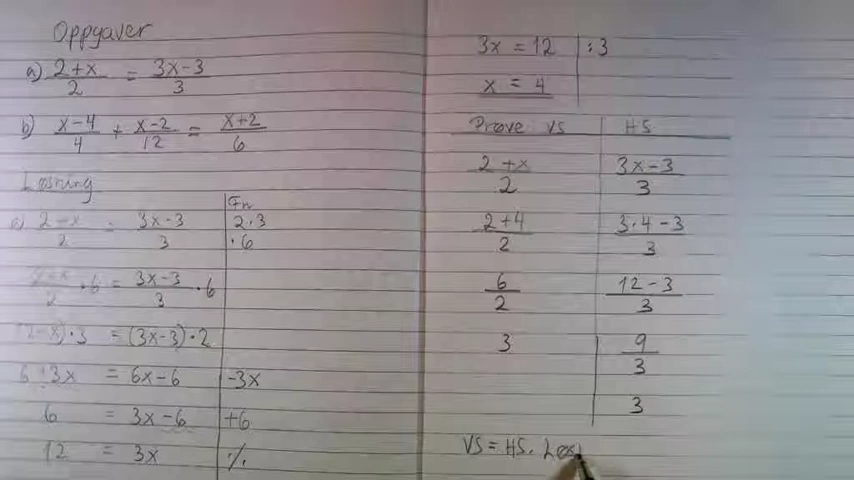 Oppgaver
a) 2+x/2 = 3x-3/3
b) x-4/4 + x-2/12 = x+2/6
Løsning
Fn
a) 2+x/2 = 3x-3/3 2·3
·6
2+x/2 ·6 = 3x-3/3 ·6
(2+x)·3 = (3x-3)·2
6+3x = 6x-6 -3x
6 = 3x-6 +6
12 = 3x ./.
3x = 12 :3
x = 4
Prøve VS HS
2+x/2 3x-3/3
2+4/2 3·4-3/3
6/2 12-3/3
3 9/3
3
VS = HS. Løs